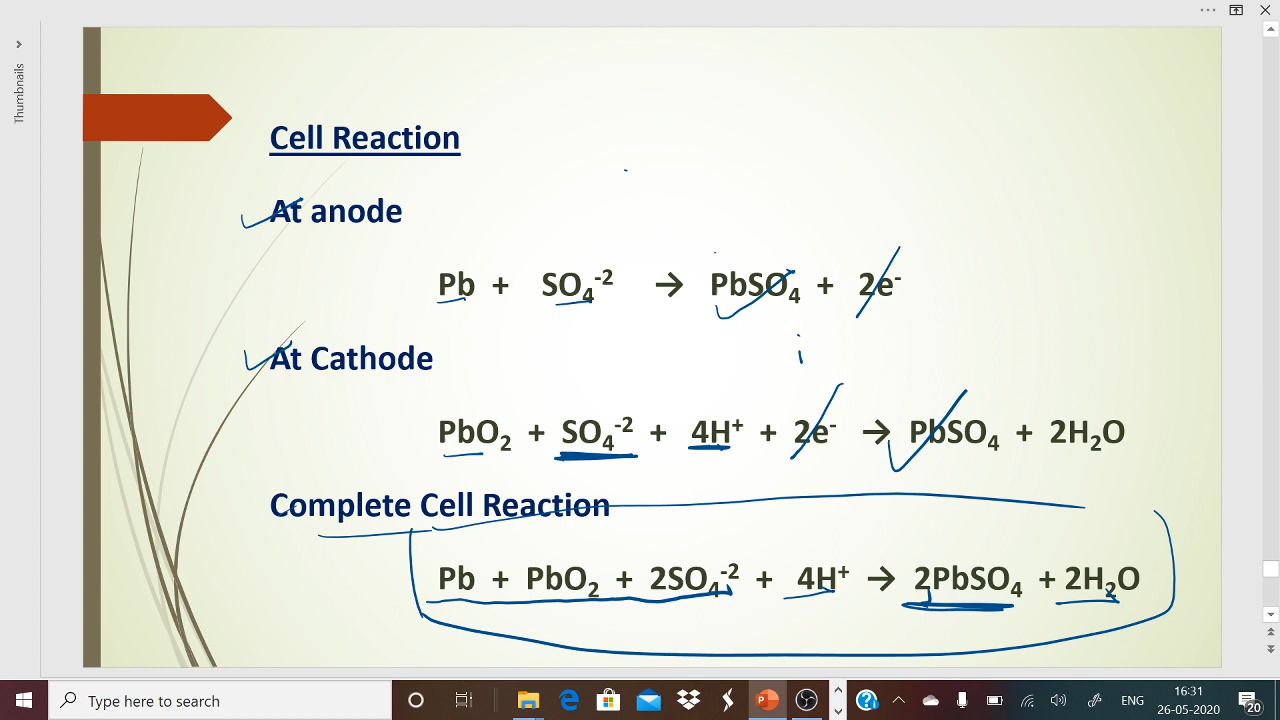 Thumbnails
Cell Reaction
At anode
Pb + SO₄⁻² → PbSO₄ + 2e⁻
i
At Cathode
PbO₂ + SO₄⁻² + 4H⁺ + 2e⁻ → PbSO₄ + 2H₂O
Complete Cell Reaction
Pb + PbO₂ + 2SO₄⁻² + 4H⁺ → 2PbSO₄ + 2H₂O
Type here to search
ENG
16:31
26-05-2020
20